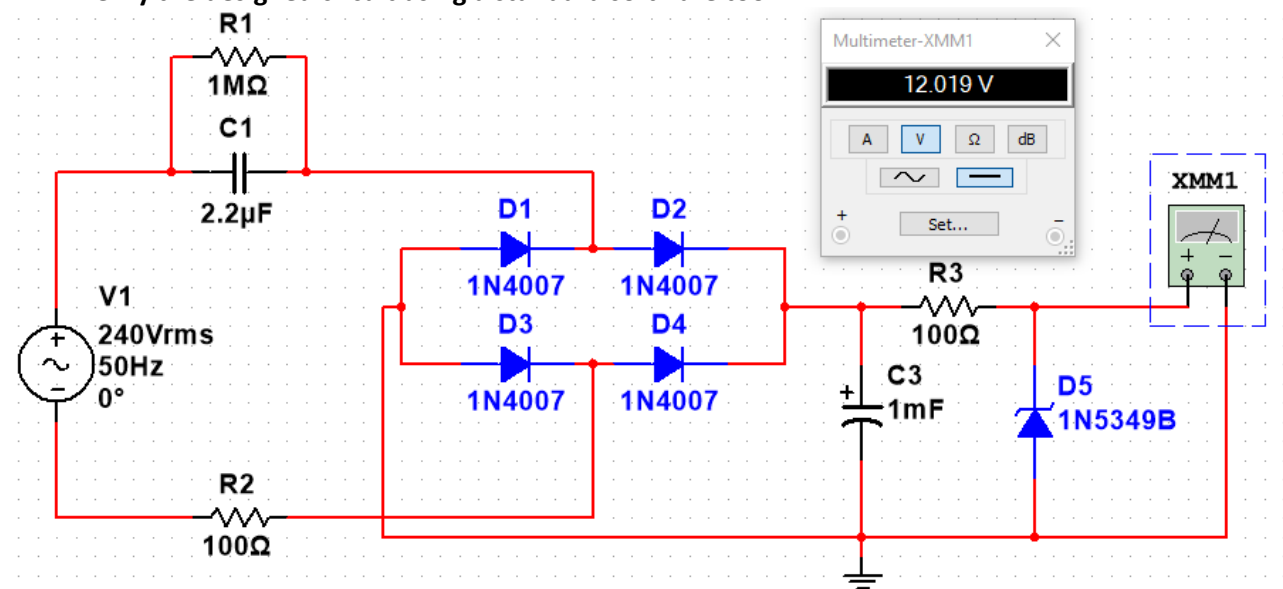 R1
1MΩ
C1
2.2µF
V1
240Vrms
50Hz
0°
R2
100Ω
D1
1N4007
D2
1N4007
D3
1N4007
D4
1N4007
Multimeter-XMM1
12.019 V
A V Ω dB
+ Set... -
R3
100Ω
C3
1mF
D5
1N5349B
XMM1
+ -